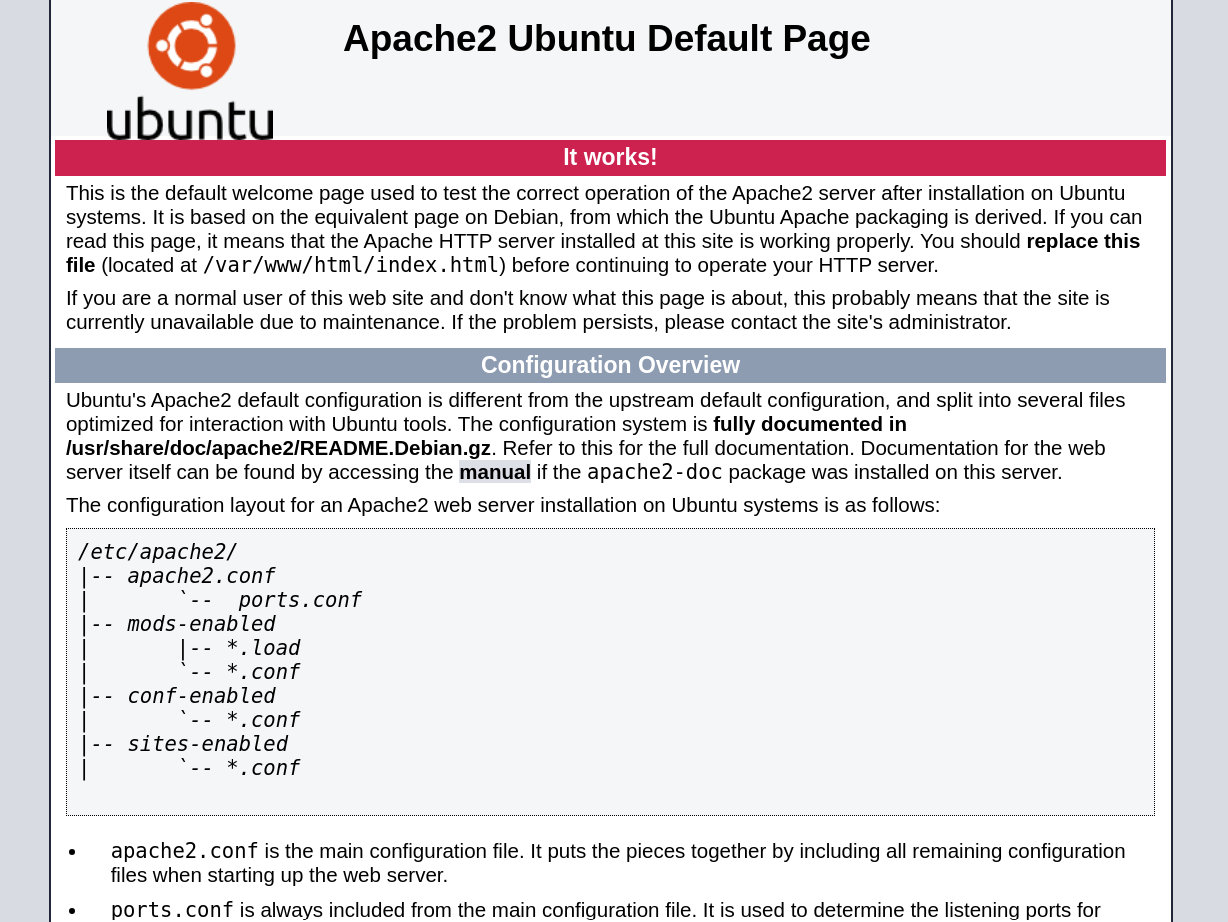 ubuntu
Apache2 Ubuntu Default Page
It works!
This is the default welcome page used to test the correct operation of the Apache2 server after installation on Ubuntu
systems. It is based on the equivalent page on Debian, from which the Ubuntu Apache packaging is derived. If you can
read this page, it means that the Apache HTTP server installed at this site is working properly. You should replace this
file (located at /var/www/html/index.html) before continuing to operate your HTTP server.
If you are a normal user of this web site and don't know what this page is about, this probably means that the site is
currently unavailable due to maintenance. If the problem persists, please contact the site's administrator.
Configuration Overview
Ubuntu's Apache2 default configuration is different from the upstream default configuration, and split into several files
optimized for interaction with Ubuntu tools. The configuration system is fully documented in
/usr/share/doc/apache2/README.Debian.gz. Refer to this for the full documentation. Documentation for the web
server itself can be found by accessing the manual if the apache2-doc package was installed on this server.
The configuration layout for an Apache2 web server installation on Ubuntu systems is as follows:
/etc/apache2/
|-- apache2.conf
|       `--  ports.conf
|-- mods-enabled
|       |-- *.load
|       `-- *.conf
|-- conf-enabled
|       `-- *.conf
|-- sites-enabled
|       `-- *.conf
• apache2.conf is the main configuration file. It puts the pieces together by including all remaining configuration
files when starting up the web server.
• ports.conf is always included from the main configuration file. It is used to determine the listening ports for